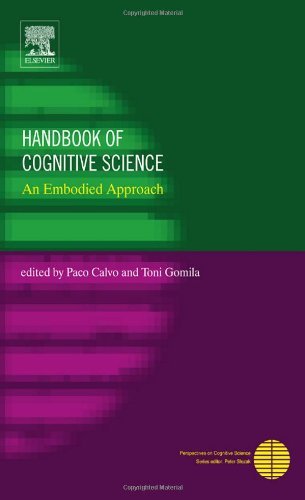 ELSEVIER
HANDBOOK OF
COGNITIVE SCIENCE
An Embodied Approach
edited by Paco Calvo and Toni Gomila
Perspectives on Cognitive Science
Series editor: Peter Slezak